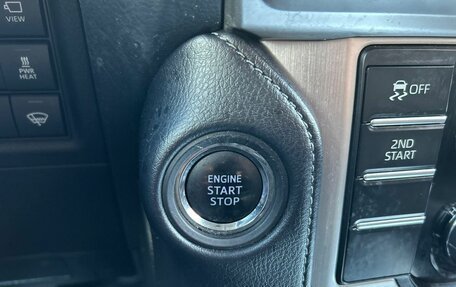 VIEW
PWR
HEAT
ENGINE
START
STOP
OFF
2ND
START